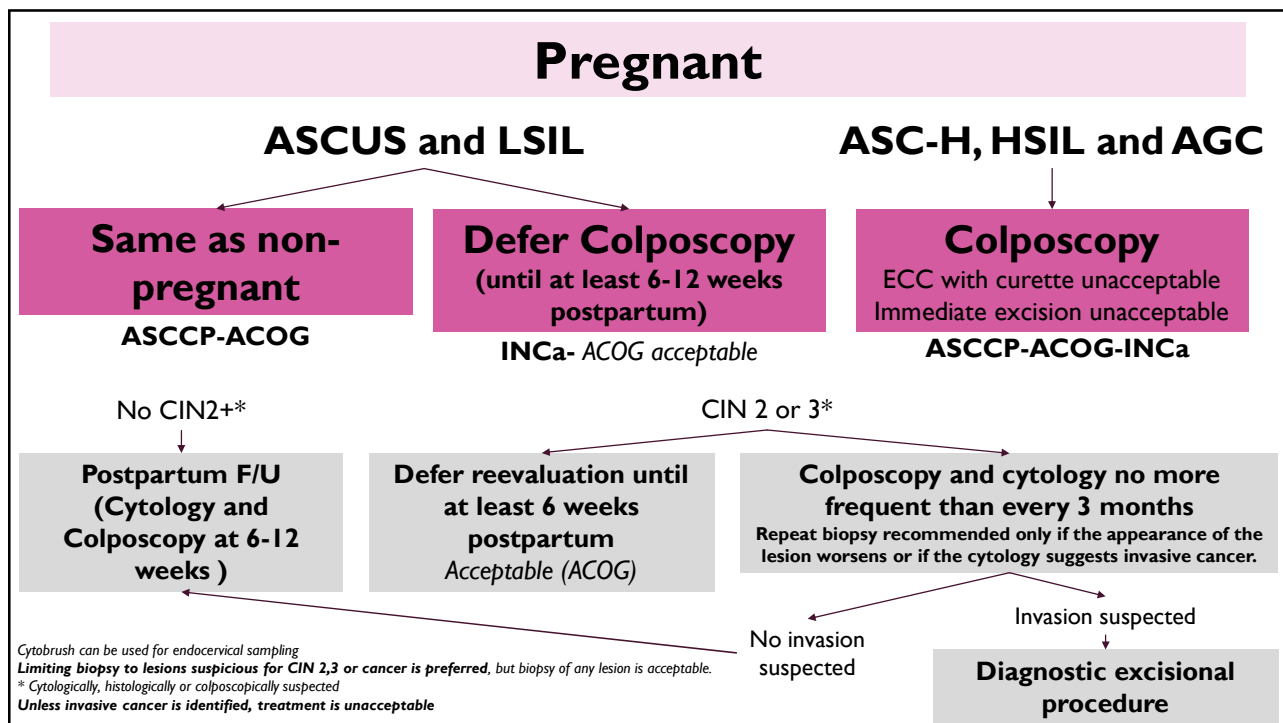 Pregnant
ASCUS and LSIL
ASC-H, HSIL and AGC
Same as non-
pregnant
ASCCP-ACOG
Defer Colposcopy
(until at least 6-12 weeks
postpartum)
INCa- ACOG acceptable
Colposcopy
ECC with curette unacceptable
Immediate excision unacceptable
ASCCP-ACOG-INCa
No CIN2+*
CIN 2 or 3*
Postpartum F/U
(Cytology and
Colposcopy at 6-12
weeks )
Defer reevaluation until
at least 6 weeks
postpartum
Acceptable (ACOG)
Colposcopy and cytology no more
frequent than every 3 months
Repeat biopsy recommended only if the appearance of the
lesion worsens or if the cytology suggests invasive cancer.
No invasion
suspected
Invasion suspected
Diagnostic excisional
procedure
Cytobrush can be used for endocervical sampling
Limiting biopsy to lesions suspicious for CIN 2,3 or cancer is preferred, but biopsy of any lesion is acceptable.
* Cytologically, histologically or colposcopically suspected
Unless invasive cancer is identified, treatment is unacceptable